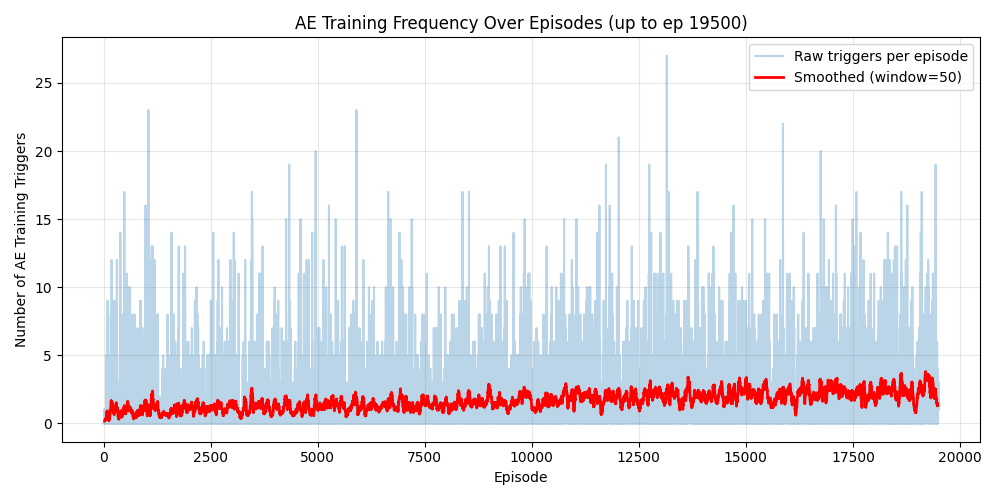 AE Training Frequency Over Episodes (up to ep 19500)
Raw triggers per episode
Smoothed (window=50)
Number of AE Training Triggers
25
20
15
10
5
0
0 2500 5000 7500 10000 12500 15000 17500 20000
Episode